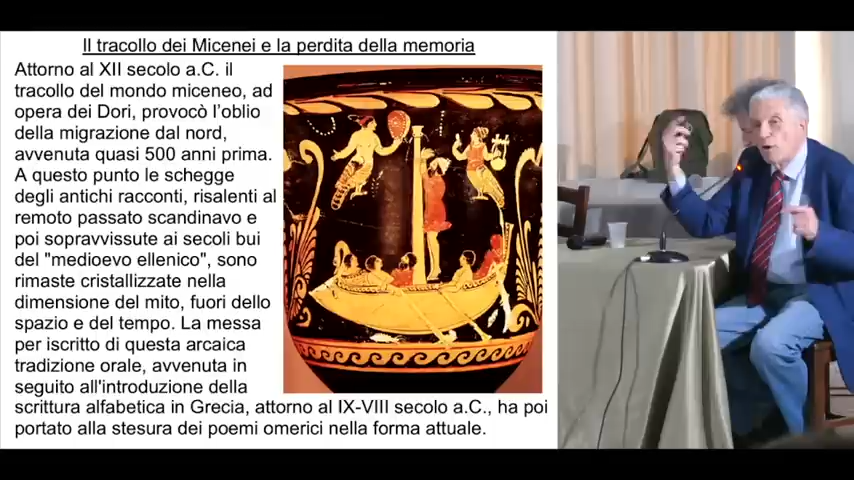 Il tracollo dei Micenei e la perdita della memoria
Attorno al XII secolo a.C. il
tracollo del mondo miceneo, ad
opera dei Dori, provocò l'oblio
della migrazione dal nord,
avvenuta quasi 500 anni prima.
A questo punto le schegge
degli antichi racconti, risalenti al
remoto passato scandinavo e
poi sopravvissute ai secoli bui
del "medioevo ellenico", sono
rimaste cristallizzate nella
dimensione del mito, fuori dello
spazio e del tempo. La messa
per iscritto di questa arcaica
tradizione orale, avvenuta in
seguito all'introduzione della
scrittura alfabetica in Grecia, attorno al IX-VIII secolo a.C., ha poi
portato alla stesura dei poemi omerici nella forma attuale.